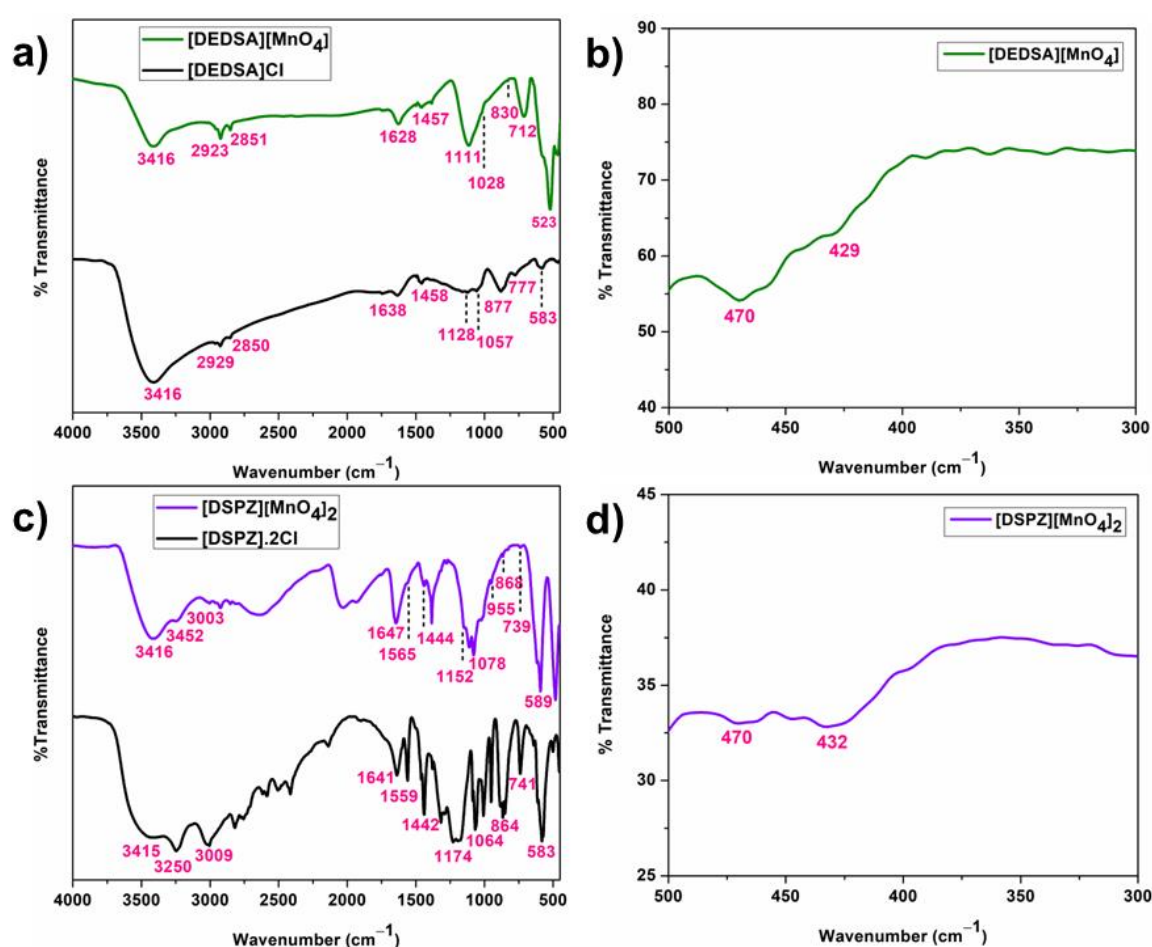 a)
[DEDSA][MnO4]
[DEDSA]Cl
% Transmittance
3416
2923
2851
1628
1457
1111
1028
830
712
523
3416
2929
2850
1638
1458
1128
1057
877
777
583
4000 3500 3000 2500 2000 1500 1000 500
Wavenumber (cm−1)
b)
[DEDSA][MnO4]
% Transmittance
90
80
70
60
50
40
470
429
500 450 400 350 300
Wavenumber (cm−1)
c)
[DSPZ][MnO4]2
[DSPZ].2Cl
%Transmittance
3416
3452
3003
1647
1565
1444
1152
1078
955
868
739
589
3415
3250
3009
1641
1559
1442
1174
1064
864
741
583
4000 3500 3000 2500 2000 1500 1000 500
Wavenumber (cm−1)
d)
[DSPZ][MnO4]2
% Transmittance
45
40
35
30
25
470
432
500 450 400 350 300
Wavenumber (cm−1)